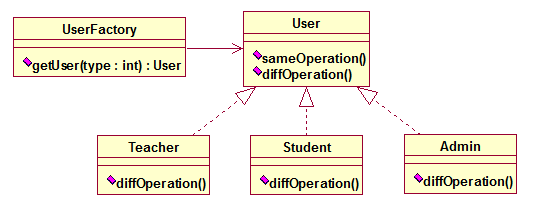 UserFactory
getUser(type : int) : User
User
sameOperation()
diffOperation()
Teacher
diffOperation()
Student
diffOperation()
Admin
diffOperation()